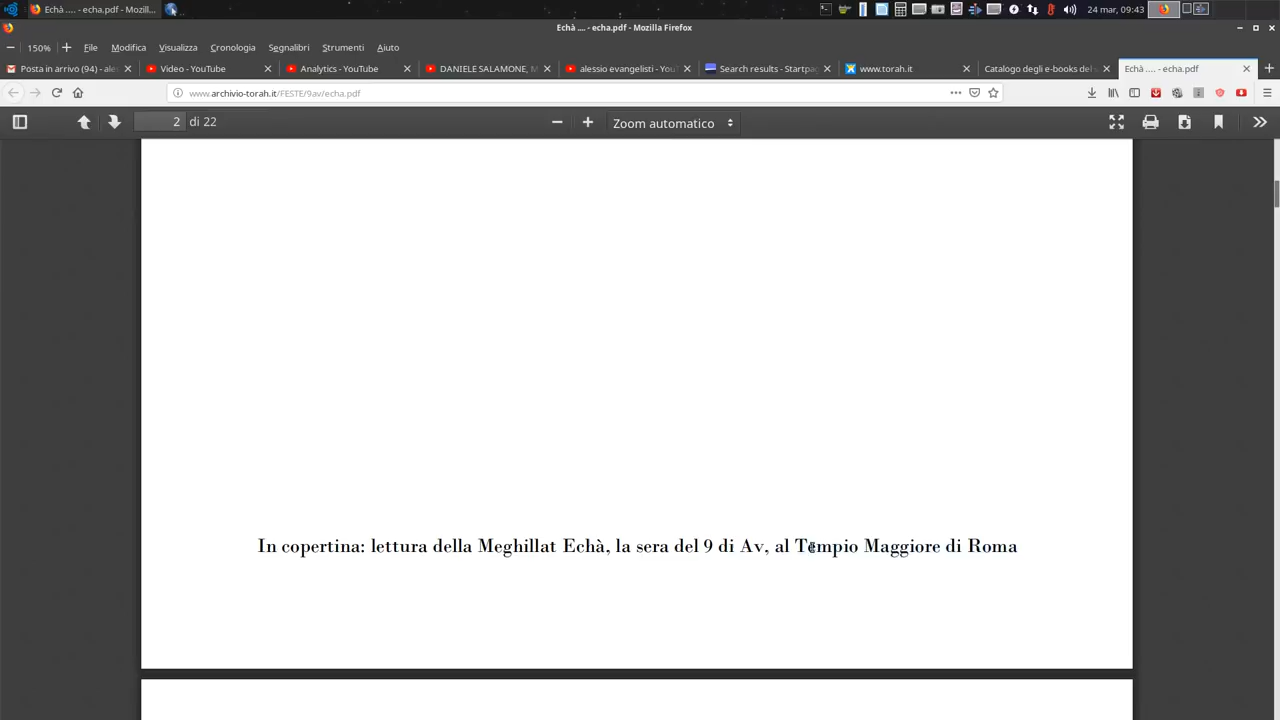 Echà .... - echa.pdf - Mozill...
24 mar, 09:43
Echà .... - echa.pdf - Mozilla Firefox
150% File Modifica Visualizza Cronologia Segnalibri Strumenti Aiuto
Posta in arrivo (94) - ales
Video - YouTube
Analytics - YouTube
DANIELE SALAMONE, M
alessio evangelisti - YouT
Search results - Startpag
www.torah.it
Catalogo degli e-books del s
Echà .... - echa.pdf
www.archivio-torah.it/FESTE/9av/echa.pdf
2 di 22 Zoom automatico
In copertina: lettura della Meghillat Echà, la sera del 9 di Av, al Tempio Maggiore di Roma